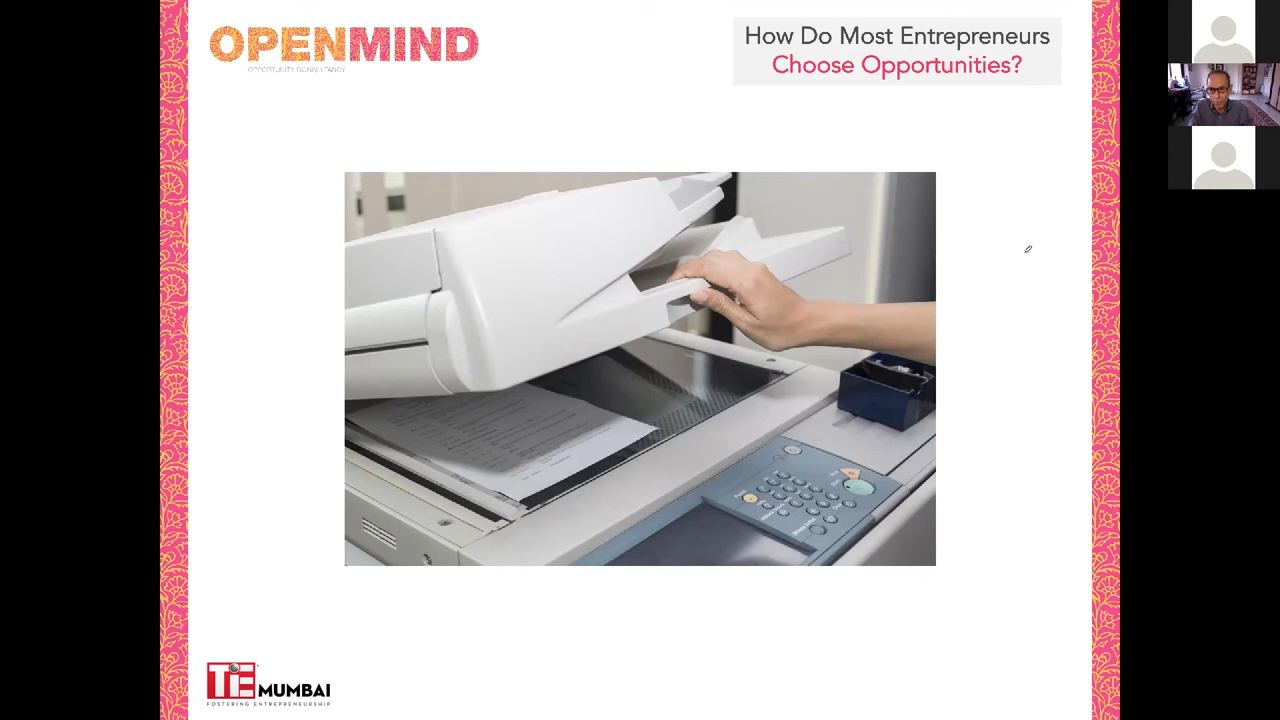 OPENMIND
OPPORTUNITY CONSULTANCY
How Do Most Entrepreneurs
Choose Opportunities?
TiE MUMBAI
FOSTERING ENTREPRENEURSHIP